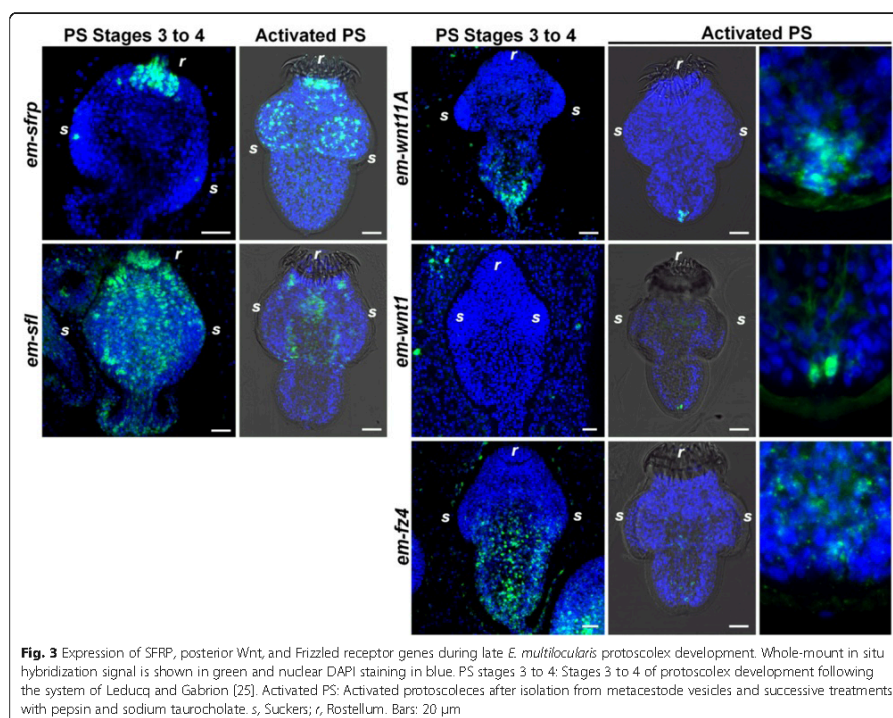 PS Stages 3 to 4 Activated PS PS Stages 3 to 4 Activated PS
em-sfrp
r
s
s
r
s
s
em-wnt11A
r
s
s
r
s
s
em-sfl
r
s
s
r
s
s
em-wnt1
r
s
s
r
s
s
em-fz4
r
s
s
r
s
s
Fig. 3 Expression of SFRP, posterior Wnt, and Frizzled receptor genes during late E. multilocularis protoscolex development. Whole-mount in situ
hybridization signal is shown in green and nuclear DAPI staining in blue. PS stages 3 to 4: Stages 3 to 4 of protoscolex development following
the system of Leducq and Gabrion [25]. Activated PS: Activated protoscoleces after isolation from metacestode vesicles and successive treatments
with pepsin and sodium taurocholate. s, Suckers; r, Rostellum. Bars: 20 μm